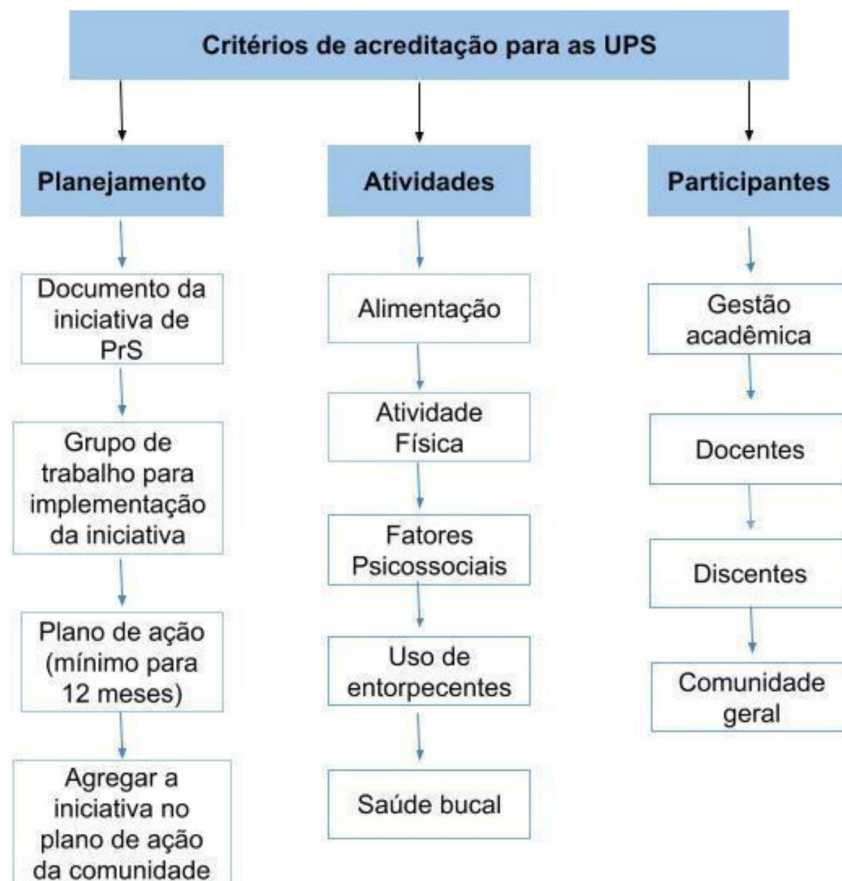 Critérios de acreditação para as UPS
Planejamento
Documento da
iniciativa de
PrS
Grupo de
trabalho para
implementação
da iniciativa
Plano de ação
(mínimo para
12 meses)
Agregar a
iniciativa no
plano de ação
da comunidade
Atividades
Alimentação
Atividade
Física
Fatores
Psicossociais
Uso de
entorpecentes
Saúde bucal
Participantes
Gestão
acadêmica
Docentes
Discentes
Comunidade
geral